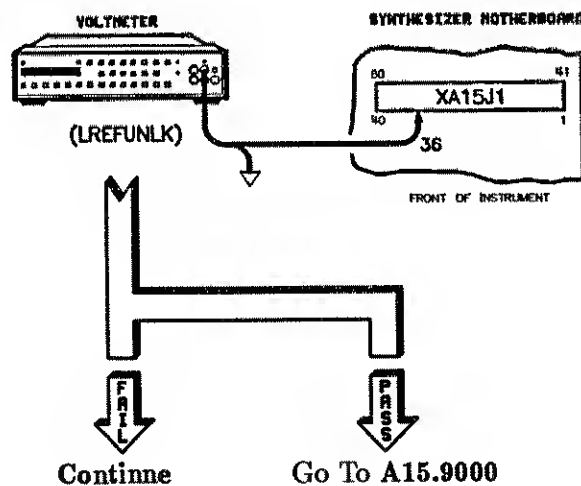 VOLTMETER
SYNTHESIZER MOTHERBOARD
80 41
XA15J1
40 1
36
(LREFUNLK)
FRONT OF INSTRUMENT
FAIL
PASS
Continne
Go To A15.9000